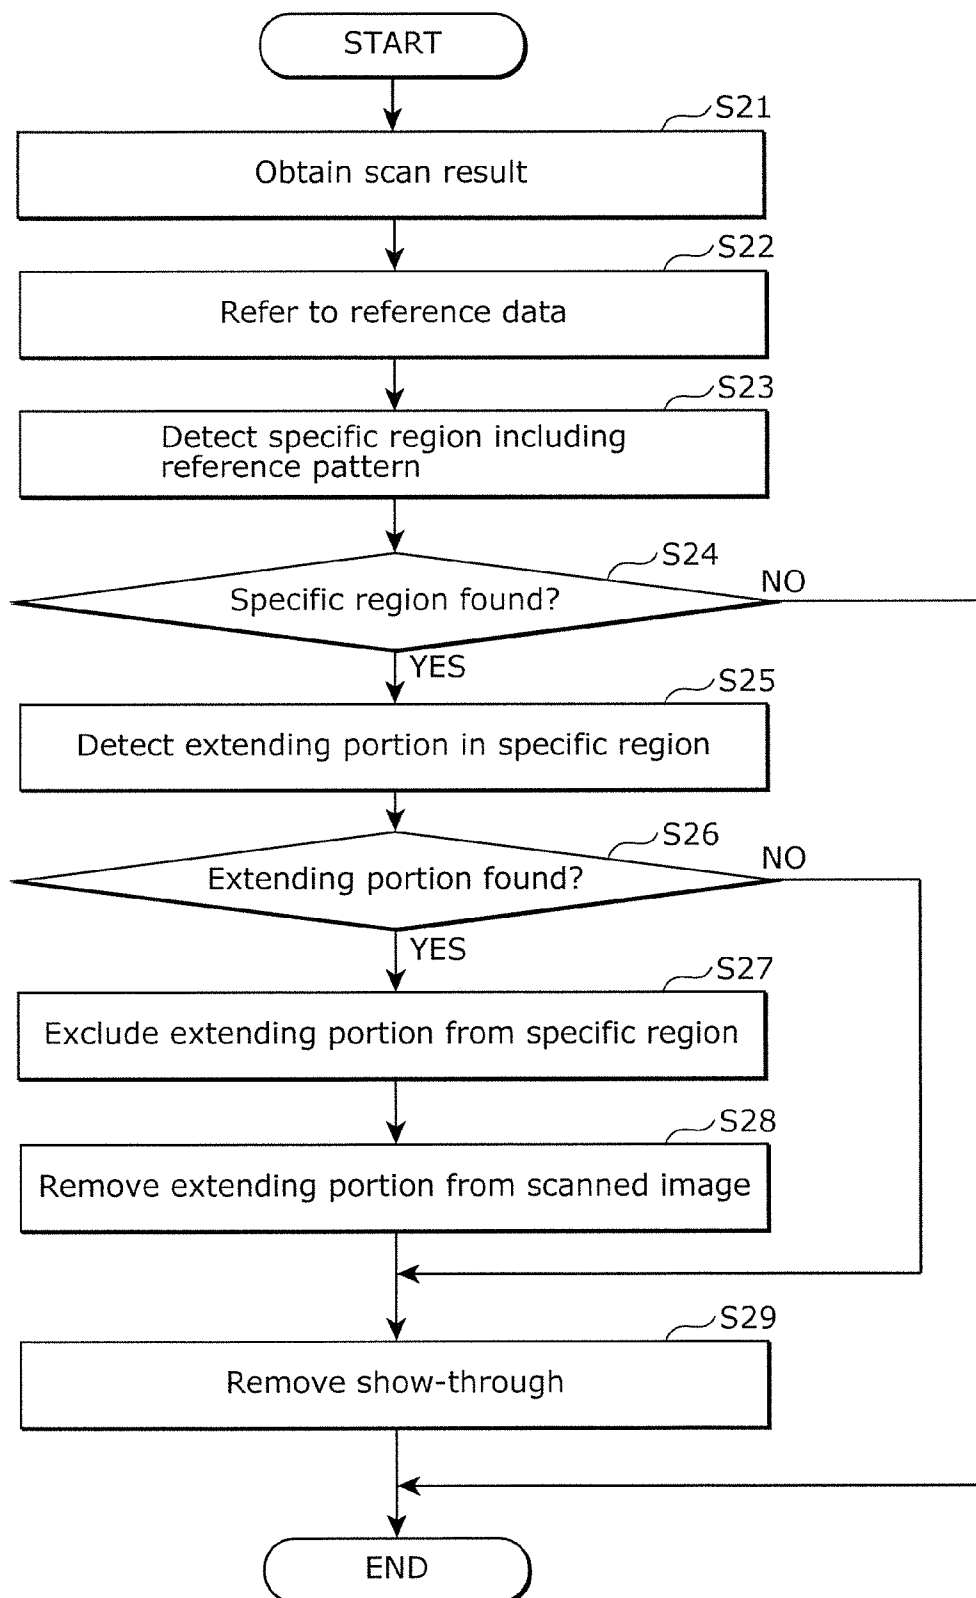 START
S21
Obtain scan result
S22
Refer to reference data
S23
Detect specific region including
reference pattern
S24
Specific region found?
NO
YES
S25
Detect extending portion in specific region
S26
Extending portion found?
NO
YES
S27
Exclude extending portion from specific region
S28
Remove extending portion from scanned image
S29
Remove show-through
END